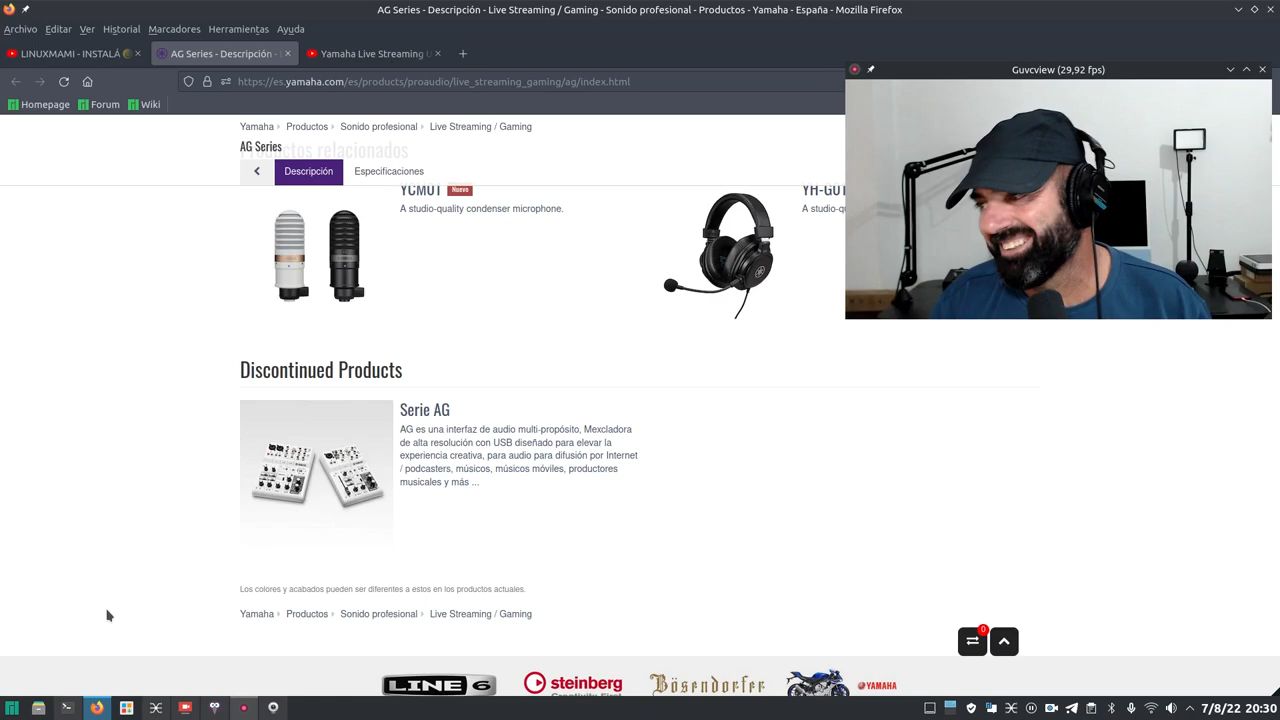 AG Series - Descripción - Live Streaming / Gaming - Sonido profesional - Productos - Yamaha - España - Mozilla Firefox
Archivo Editar Ver Historial Marcadores Herramientas Ayuda
LINUXMAMI - INSTALÁ
AG Series - Descripción -
Yamaha Live Streaming U
https://es.yamaha.com/es/products/proaudio/live_streaming_gaming/ag/index.html
Guvcview (29,92 fps)
Homepage Forum Wiki
Yamaha Productos Sonido profesional Live Streaming / Gaming
AG Series
Productos relacionados
Descripción Especificaciones
YCM01 Nuevo
A studio-quality condenser microphone.
A studio-qu
Discontinued Products
Serie AG
AG es una interfaz de audio multi-propósito, Mexcladora
de alta resolución con USB diseñado para elevar la
experiencia creativa, para audio para difusión por Internet
/ podcasters, músicos, músicos móviles, productores
musicales y más ...
Los colores y acabados pueden ser diferentes a estos en los productos actuales.
Yamaha Productos Sonido profesional Live Streaming / Gaming
0
LINE 6
steinberg
Creativity First
Bösendorfer
YAMAHA
7/8/22 20:30